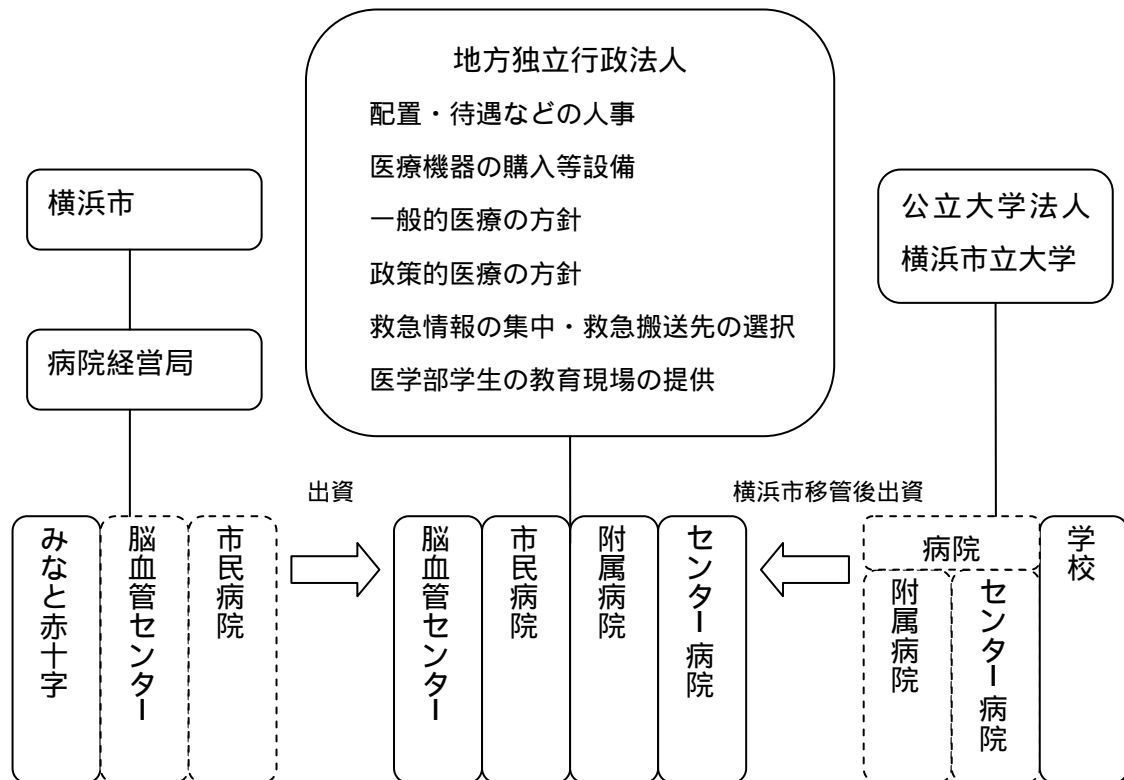 地方独立行政法人
配置・待遇などの人事
医療機器の購入等設備
一般的医療の方針
政策的医療の方針
救急情報の集中・救急搬送先の選択
医学部学生の教育現場の提供
横浜市
病院経営局
公立大学法人
横浜市立大学
出資
横浜市移管後出資
みなと赤十字
脳血管センター
市民病院
脳血管センター
市民病院
附属病院
センター病院
病院
附属病院
センター病院
学校